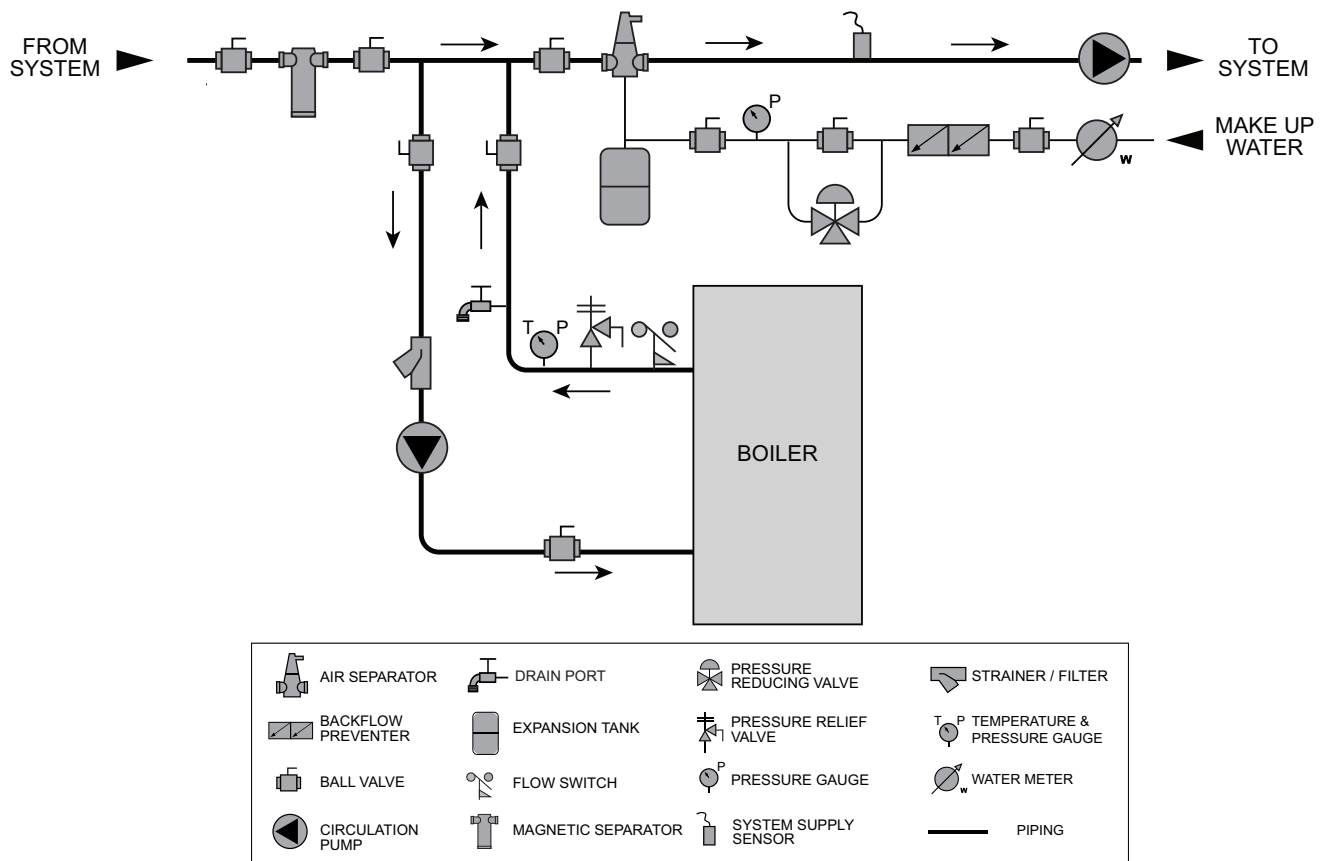 FROM
SYSTEM
TO
SYSTEM
P
MAKE UP
WATER
w
T P
BOILER
AIR SEPARATOR
DRAIN PORT
PRESSURE
REDUCING VALVE
STRAINER / FILTER
BACKFLOW
PREVENTER
EXPANSION TANK
PRESSURE RELIEF
VALVE
T P
TEMPERATURE &
PRESSURE GAUGE
BALL VALVE
FLOW SWITCH
P
PRESSURE GAUGE
w
WATER METER
CIRCULATION
PUMP
MAGNETIC SEPARATOR
SYSTEM SUPPLY
SENSOR
PIPING